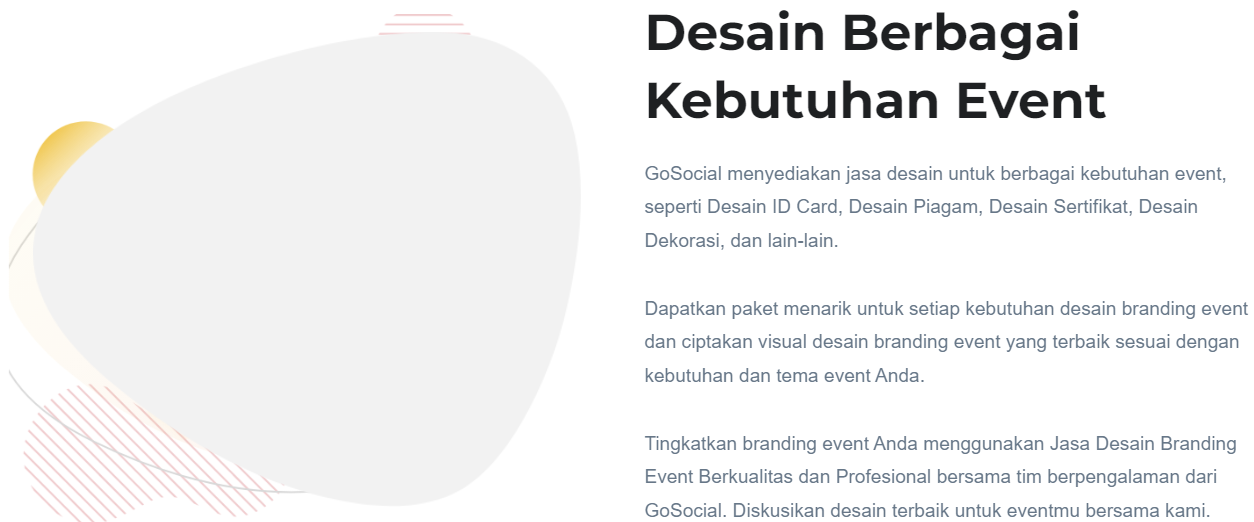 Desain Berbagai
Kebutuhan Event
GoSocial menyediakan jasa desain untuk berbagai kebutuhan event,
seperti Desain ID Card, Desain Piagam, Desain Sertifikat, Desain
Dekorasi, dan lain-lain.
Dapatkan paket menarik untuk setiap kebutuhan desain branding event
dan ciptakan visual desain branding event yang terbaik sesuai dengan
kebutuhan dan tema event Anda.
Tingkatkan branding event Anda menggunakan Jasa Desain Branding
Event Berkualitas dan Profesional bersama tim berpengalaman dari
GoSocial. Diskusikan desain terbaik untuk eventmu bersama kami.